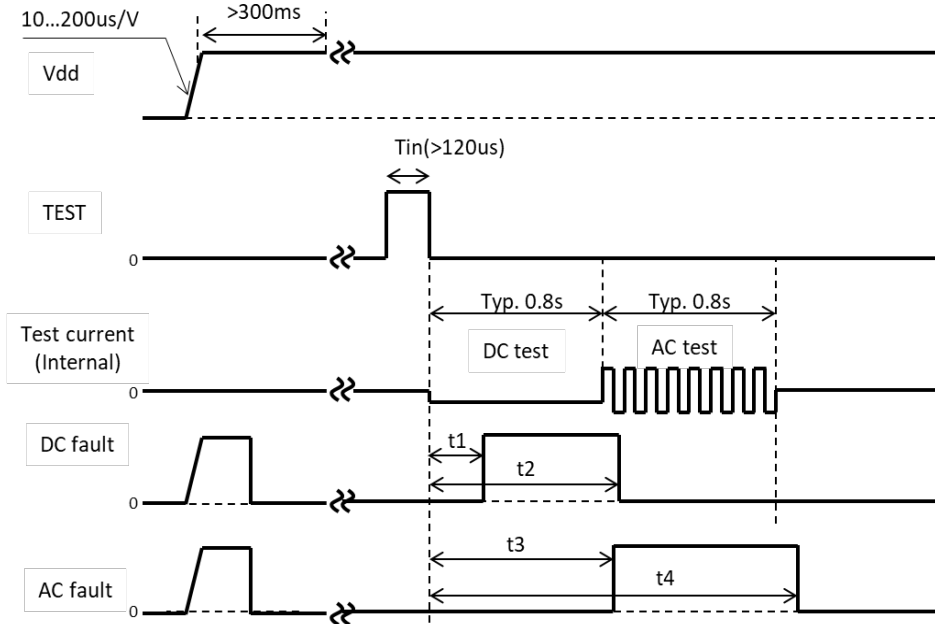 10...200us/V
>300ms
Vdd
Tin(>120us)
TEST
0
Typ. 0.8s
Typ. 0.8s
Test current
(Internal)
DC test
AC test
0
DC fault
t1
t2
0
t3
AC fault
t4
0